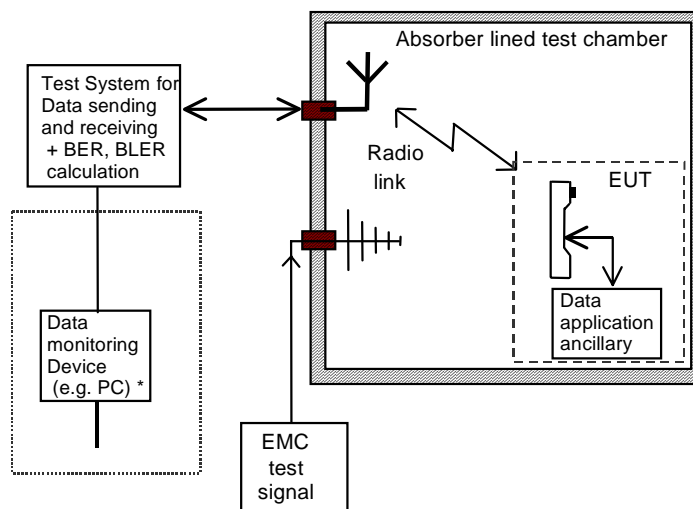 Absorber lined test chamber
Test System for
Data sending
and receiving
+ BER, BLER
calculation
Radio
link
EUT
Data
application
ancillary
Data
monitoring
Device
(e.g. PC) *
EMC
test
signal